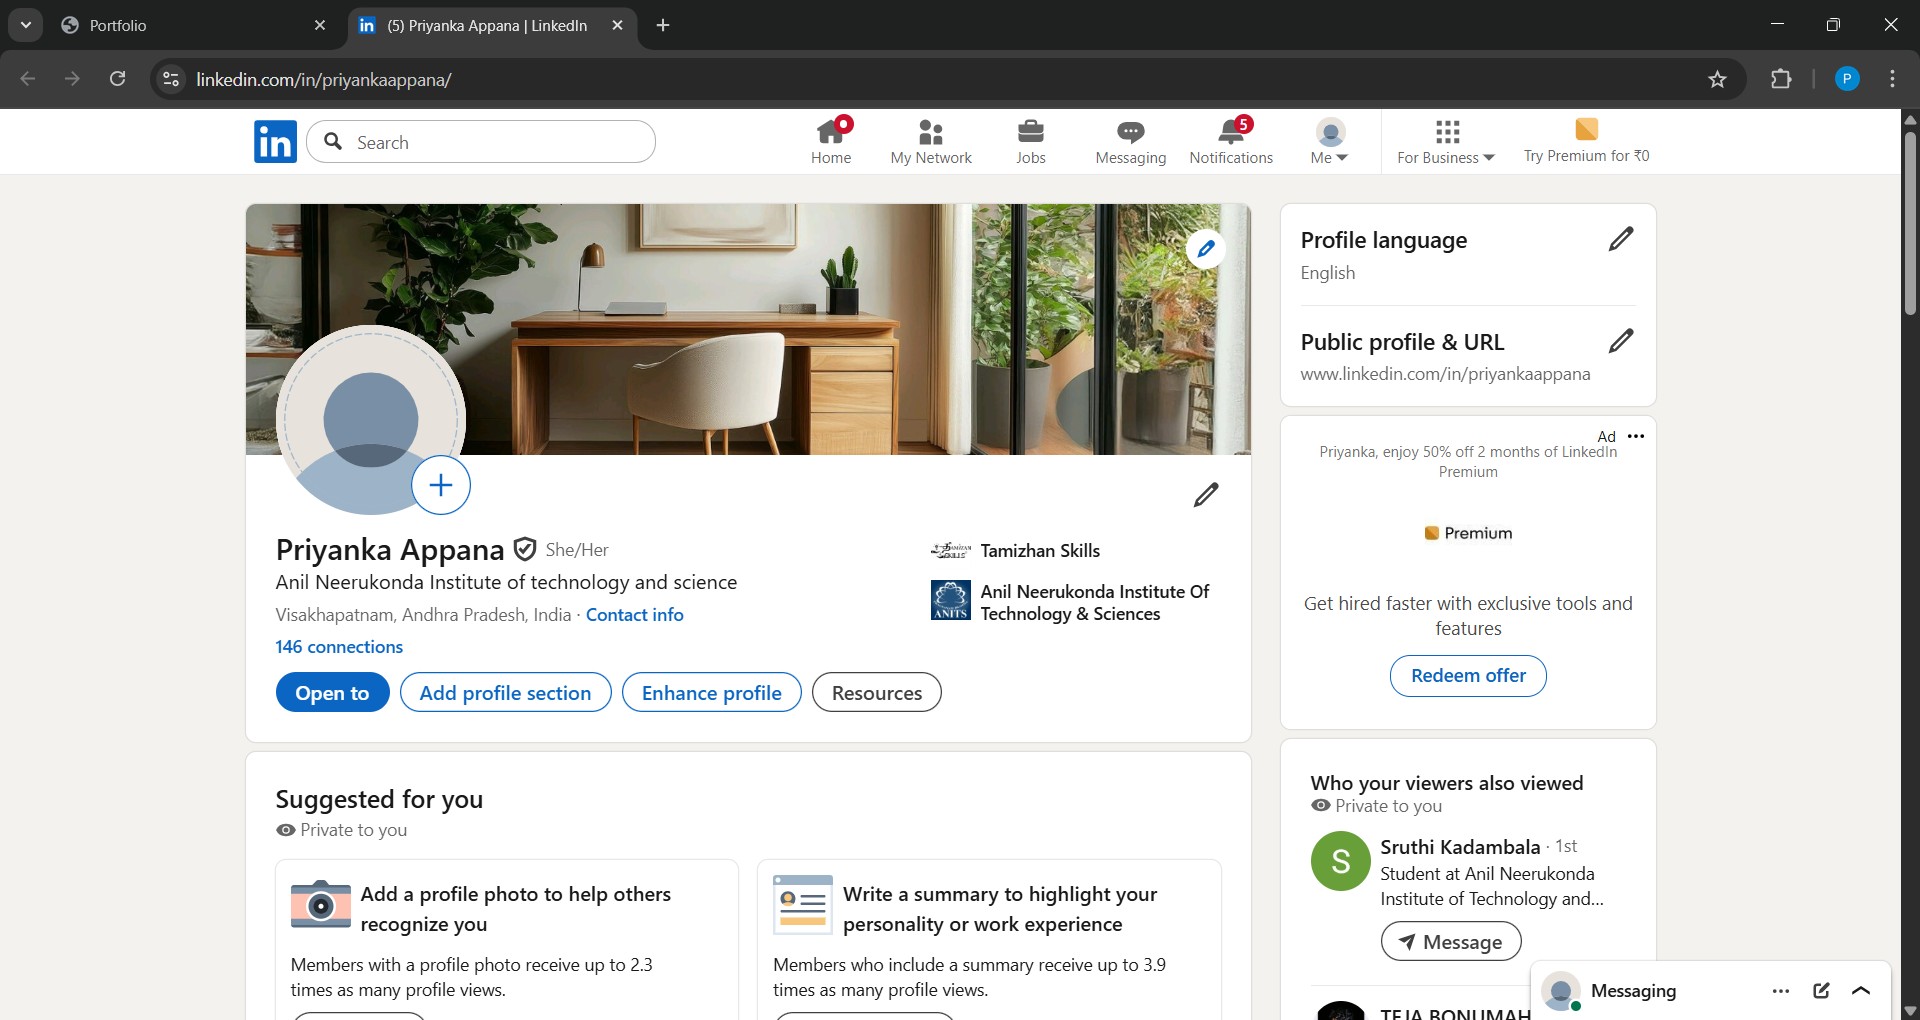 Portfolio
(5) Priyanka Appana | LinkedIn
linkedin.com/in/priyankaappana/
P
in
Search
Home
My Network
Jobs
Messaging
5
Notifications
Me
For Business
Try Premium for ₹0
Priyanka Appana
She/Her
Anil Neerukonda Institute of technology and science
Visakhapatnam, Andhra Pradesh, India · Contact info
146 connections
Tamizhan Skills
ANITS
Anil Neerukonda Institute Of
Technology & Sciences
Open to
Add profile section
Enhance profile
Resources
Suggested for you
Private to you
Add a profile photo to help others
recognize you
Members with a profile photo receive up to 2.3
times as many profile views.
Write a summary to highlight your
personality or work experience
Members who include a summary receive up to 3.9
times as many profile views.
Profile language
English
Public profile & URL
www.linkedin.com/in/priyankaappana
Ad
Priyanka, enjoy 50% off 2 months of LinkedIn
Premium
Premium
Get hired faster with exclusive tools and
features
Redeem offer
Who your viewers also viewed
Private to you
S
Sruthi Kadambala · 1st
Student at Anil Neerukonda
Institute of Technology and...
Message
TEJA BONUMAH
Messaging